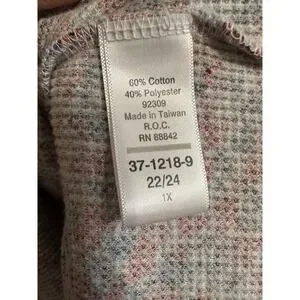 60% Cotton
40% Polyester
92309
Made in Taiwan
R.O.C.
RN 88842
37-1218-9
22/24
1X